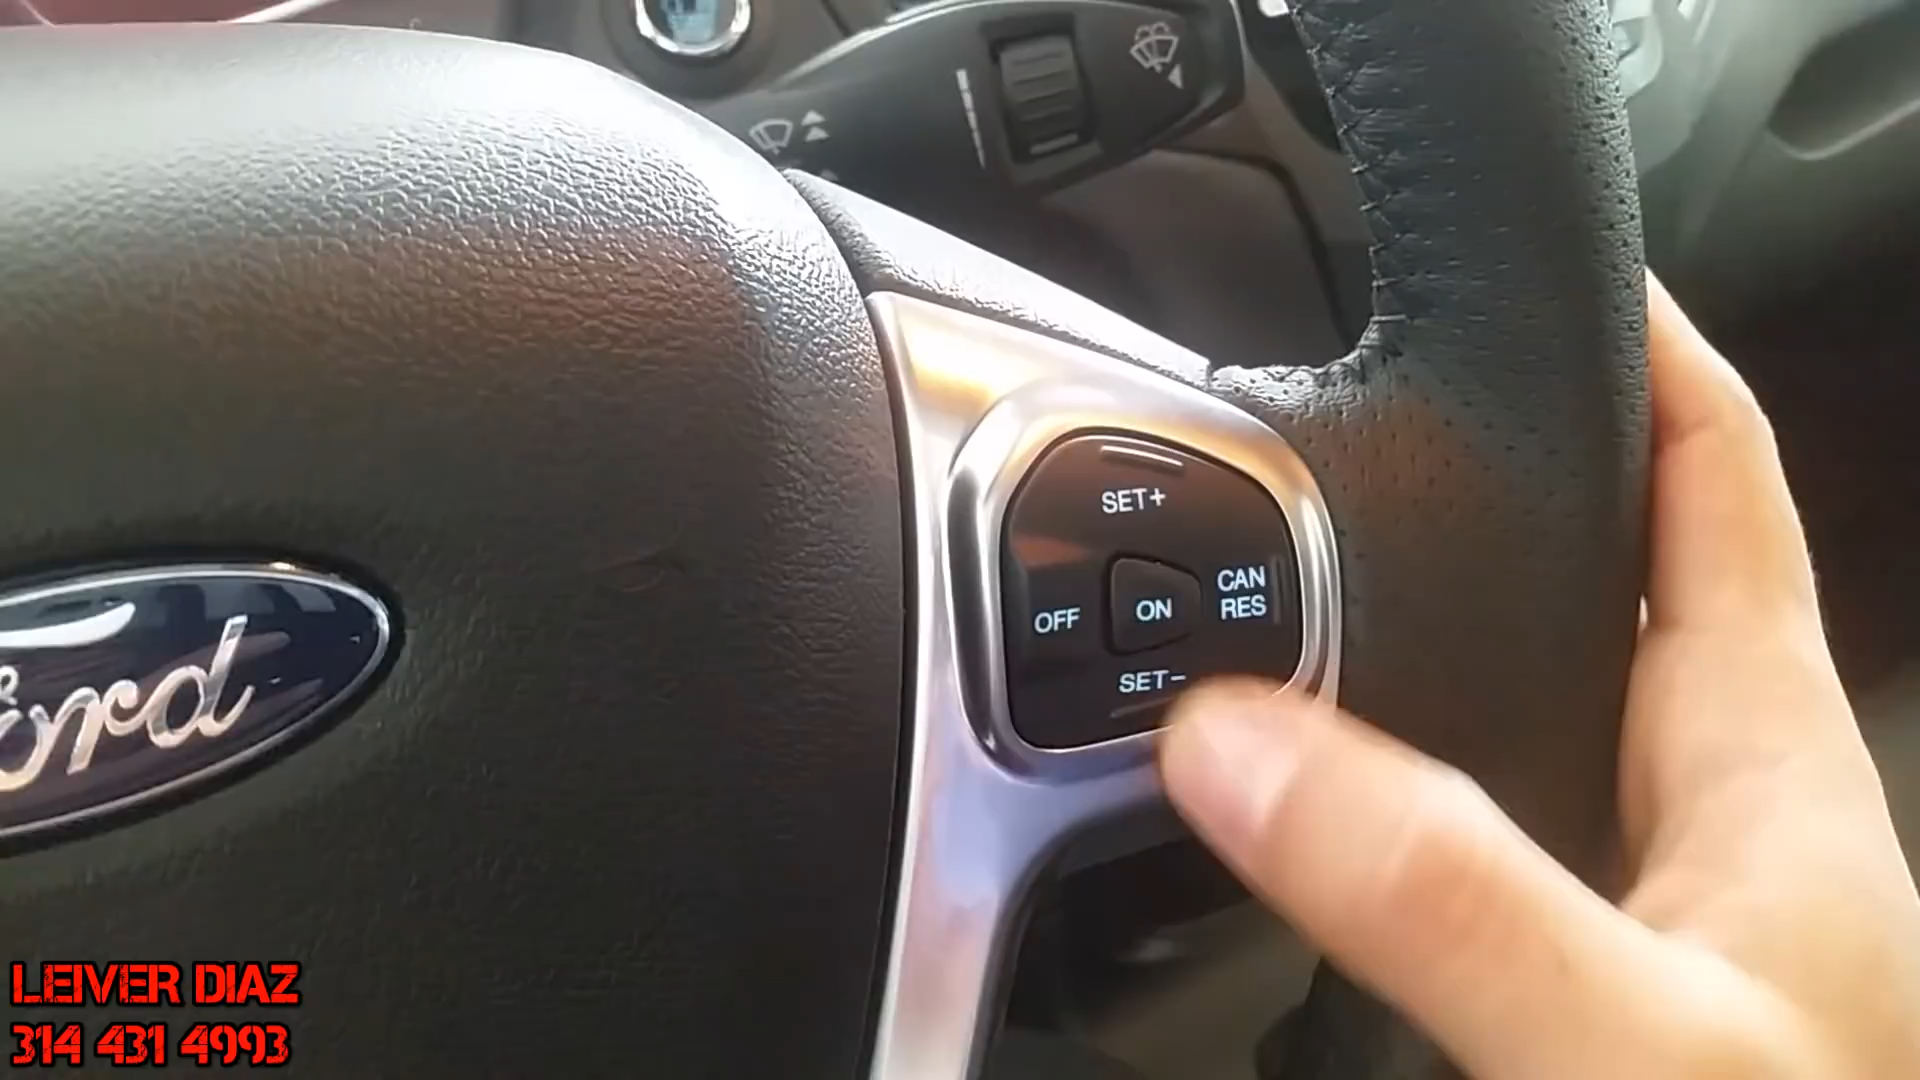 SET+
OFF
ON
CAN
RES
SET-
Ford
LEIVER DIAZ
314 431 4993